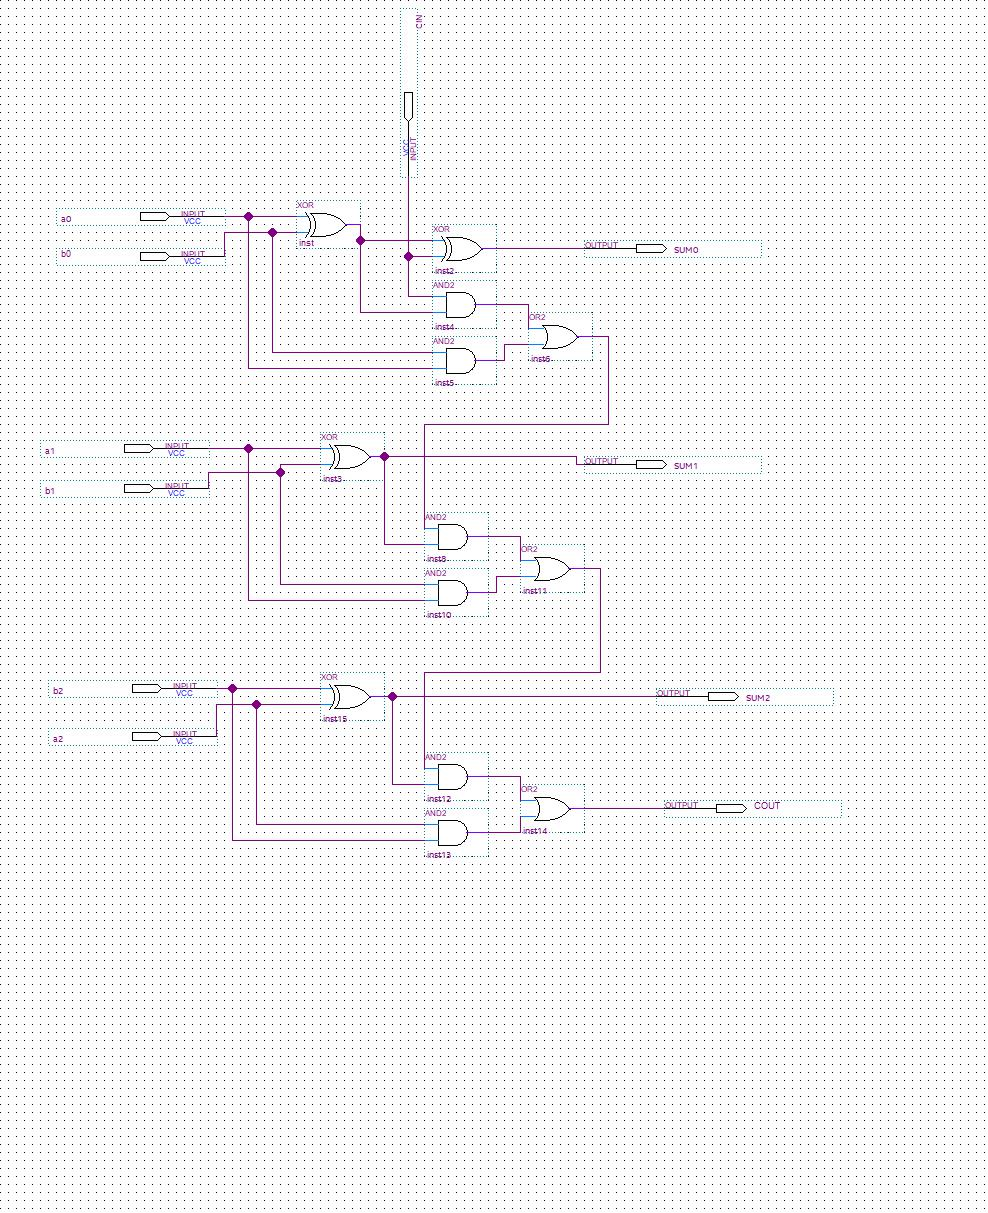 CIN
VCC
INPUT
a0
INPUT
VCC
b0
INPUT
VCC
XOR
inst
XOR
inst2
OUTPUT
SUM0
AND2
inst4
AND2
inst5
OR2
inst6
a1
INPUT
VCC
b1
INPUT
VCC
XOR
inst3
OUTPUT
SUM1
AND2
inst8
AND2
inst10
OR2
inst11
b2
INPUT
VCC
a2
INPUT
VCC
XOR
inst15
OUTPUT
SUM2
AND2
inst12
AND2
inst13
OR2
inst14
OUTPUT
COUT